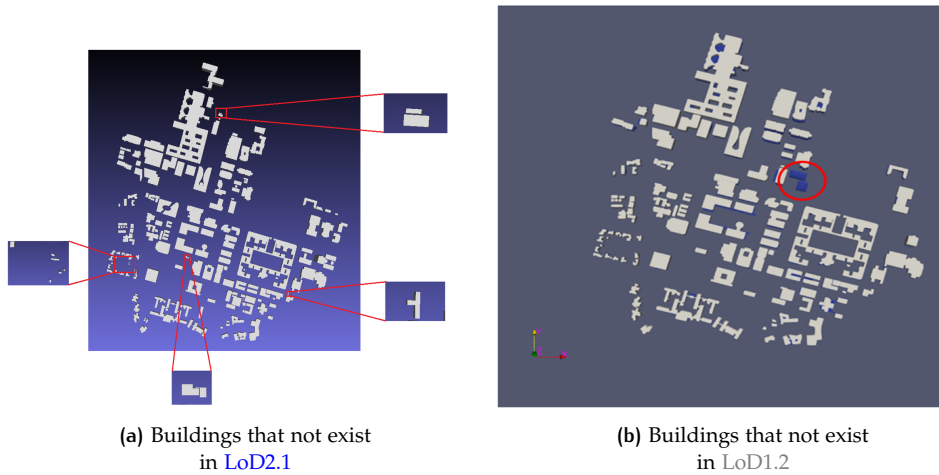 (a) Buildings that not exist
in LoD2.1
(b) Buildings that not exist
in LoD1.2